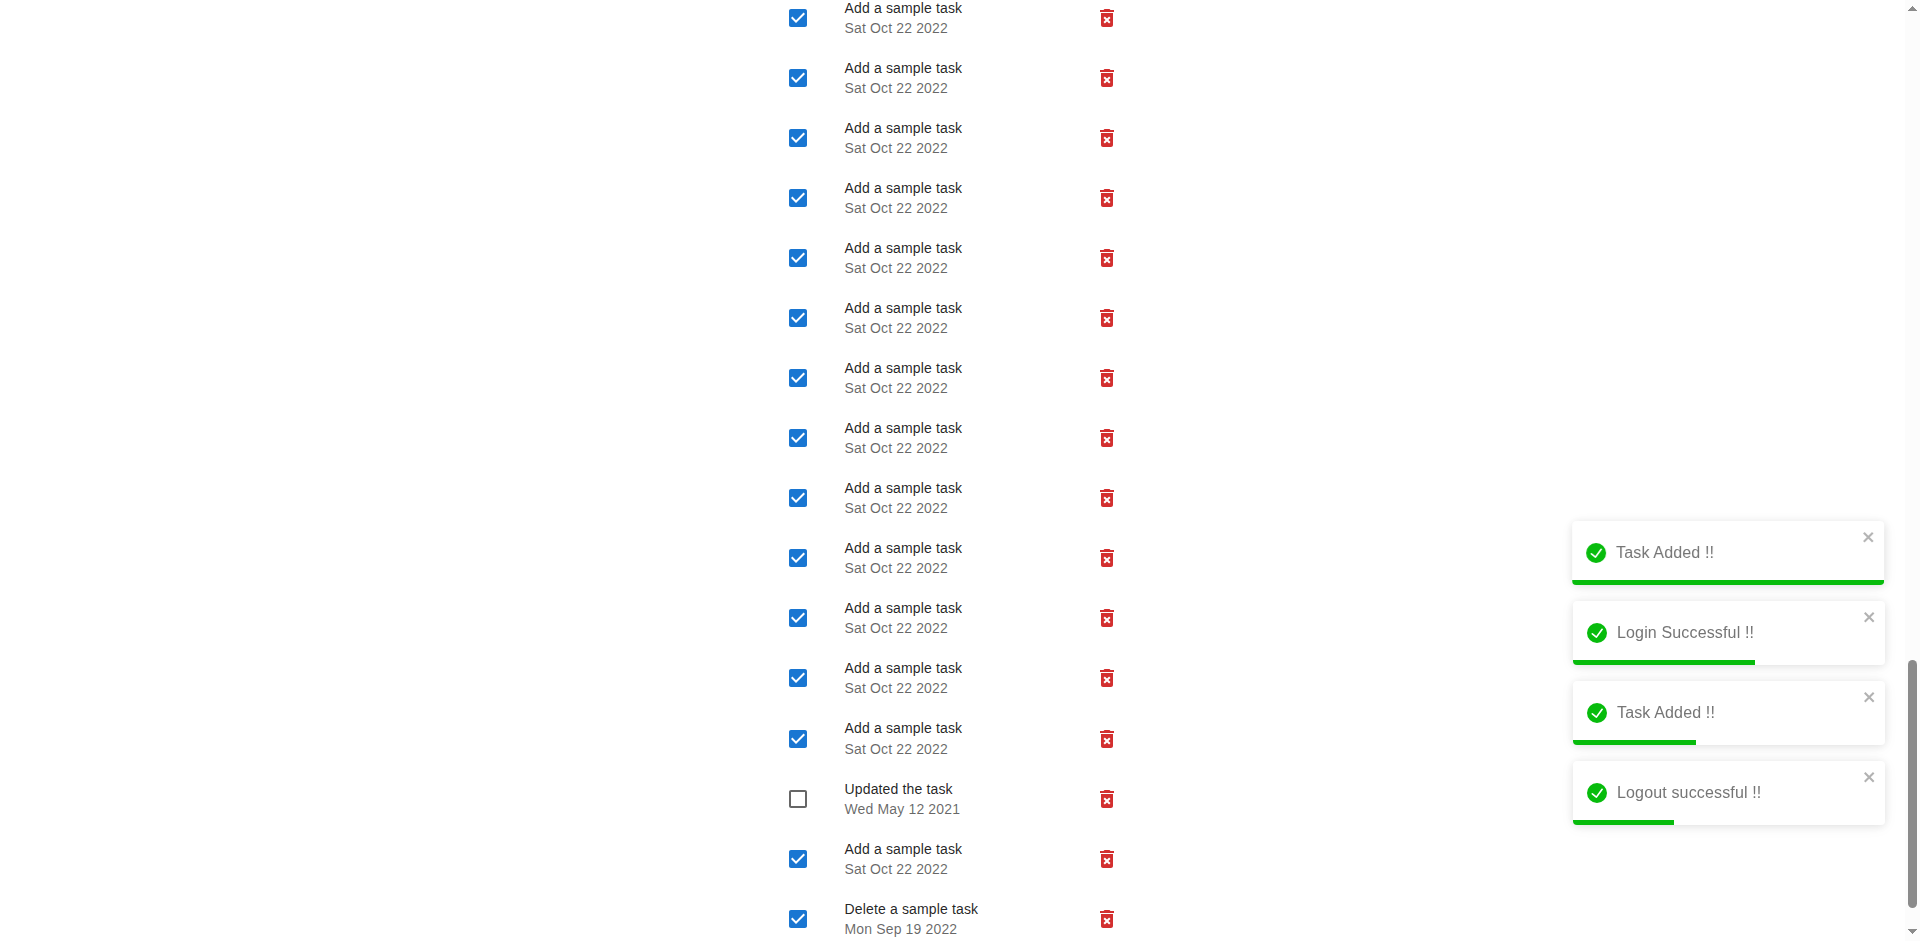 Add a sample task
Sat Oct 22 2022
Add a sample task
Sat Oct 22 2022
Add a sample task
Sat Oct 22 2022
Add a sample task
Sat Oct 22 2022
Add a sample task
Sat Oct 22 2022
Add a sample task
Sat Oct 22 2022
Add a sample task
Sat Oct 22 2022
Add a sample task
Sat Oct 22 2022
Add a sample task
Sat Oct 22 2022
Add a sample task
Sat Oct 22 2022
Add a sample task
Sat Oct 22 2022
Add a sample task
Sat Oct 22 2022
Add a sample task
Sat Oct 22 2022
Updated the task
Wed May 12 2021
Add a sample task
Sat Oct 22 2022
Delete a sample task
Mon Sep 19 2022
Task Added !!
Login Successful !!
Task Added !!
Logout successful !!